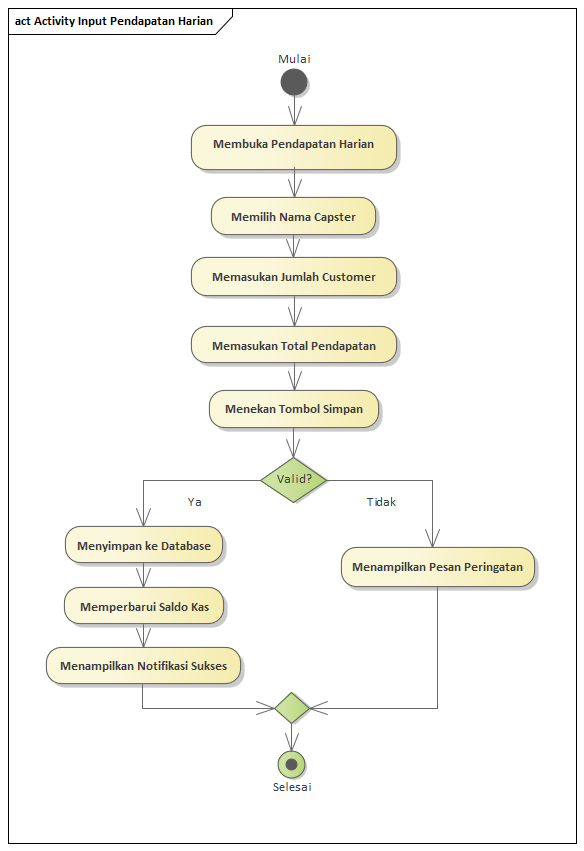 act Activity Input Pendapatan Harian
Mulai
Membuka Pendapatan Harian
Memilih Nama Capster
Memasukan Jumlah Customer
Memasukan Total Pendapatan
Menekan Tombol Simpan
Valid?
Ya
Tidak
Menyimpan ke Database
Menampilkan Pesan Peringatan
Memperbarui Saldo Kas
Menampilkan Notifikasi Sukses
Selesai